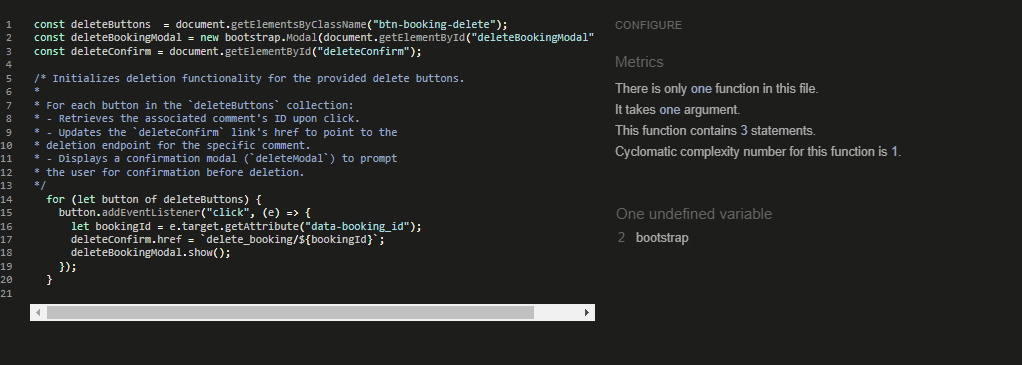 1 const deleteButtons  = document.getElementsByClassName("btn-booking-delete");
2 const deleteBookingModal = new bootstrap.Modal(document.getElementById("deleteBookingModal"
3 const deleteConfirm = document.getElementById("deleteConfirm");
4
5 /* Initializes deletion functionality for the provided delete buttons.
6 *
7 * For each button in the `deleteButtons` collection:
8 * - Retrieves the associated comment's ID upon click.
9 * - Updates the `deleteConfirm` link's href to point to the
10 * deletion endpoint for the specific comment.
11 * - Displays a confirmation modal (`deleteModal`) to prompt
12 * the user for confirmation before deletion.
13 */
14   for (let button of deleteButtons) {
15     button.addEventListener("click", (e) => {
16       let bookingId = e.target.getAttribute("data-booking_id");
17       deleteConfirm.href = `delete_booking/${bookingId}`;
18       deleteBookingModal.show();
19     });
20   }
21
CONFIGURE
Metrics
There is only one function in this file.
It takes one argument.
This function contains 3 statements.
Cyclomatic complexity number for this function is 1.
One undefined variable
2 bootstrap